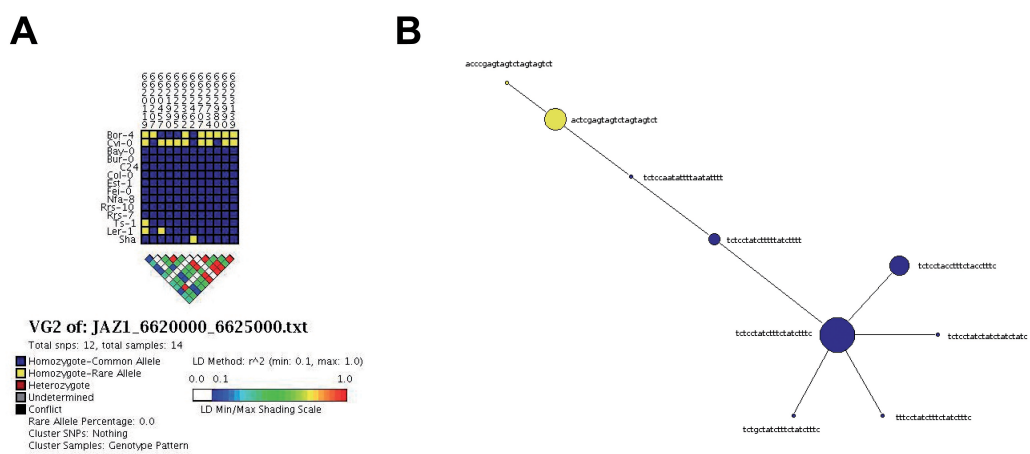 A
B
Bor-4
Cvi-0
Bay-0
Bur-0
C24
Col-0
Est-1
Fei-0
Nfa-8
Rrs-10
Rrs-7
Ts-1
Ler-1
Sha
VG2 of: JAZ1_6620000_6625000.txt
Total snps: 12, total samples: 14
Homozygote-Common Allele
Homozygote-Rare Allele
Heterozygote
Undetermined
Conflict
Rare Allele Percentage: 0.0
Cluster SNPs: Nothing
Cluster Samples: Genotype Pattern
LD Method: r^2 (min: 0.1, max: 1.0)
0.0 0.1 1.0
LD Min/Max Shading Scale
acccgagtagtctagtagtct
actcgagtagtctagtagtct
tctccaatattttaatatttt
tctcctatctttttatctttt
tctcctacctttctacctttc
tctcctatctttctatctttc
tctcctatctatctatctatc
tctgctatctttctatctttc
tttcctatctttctatctttc